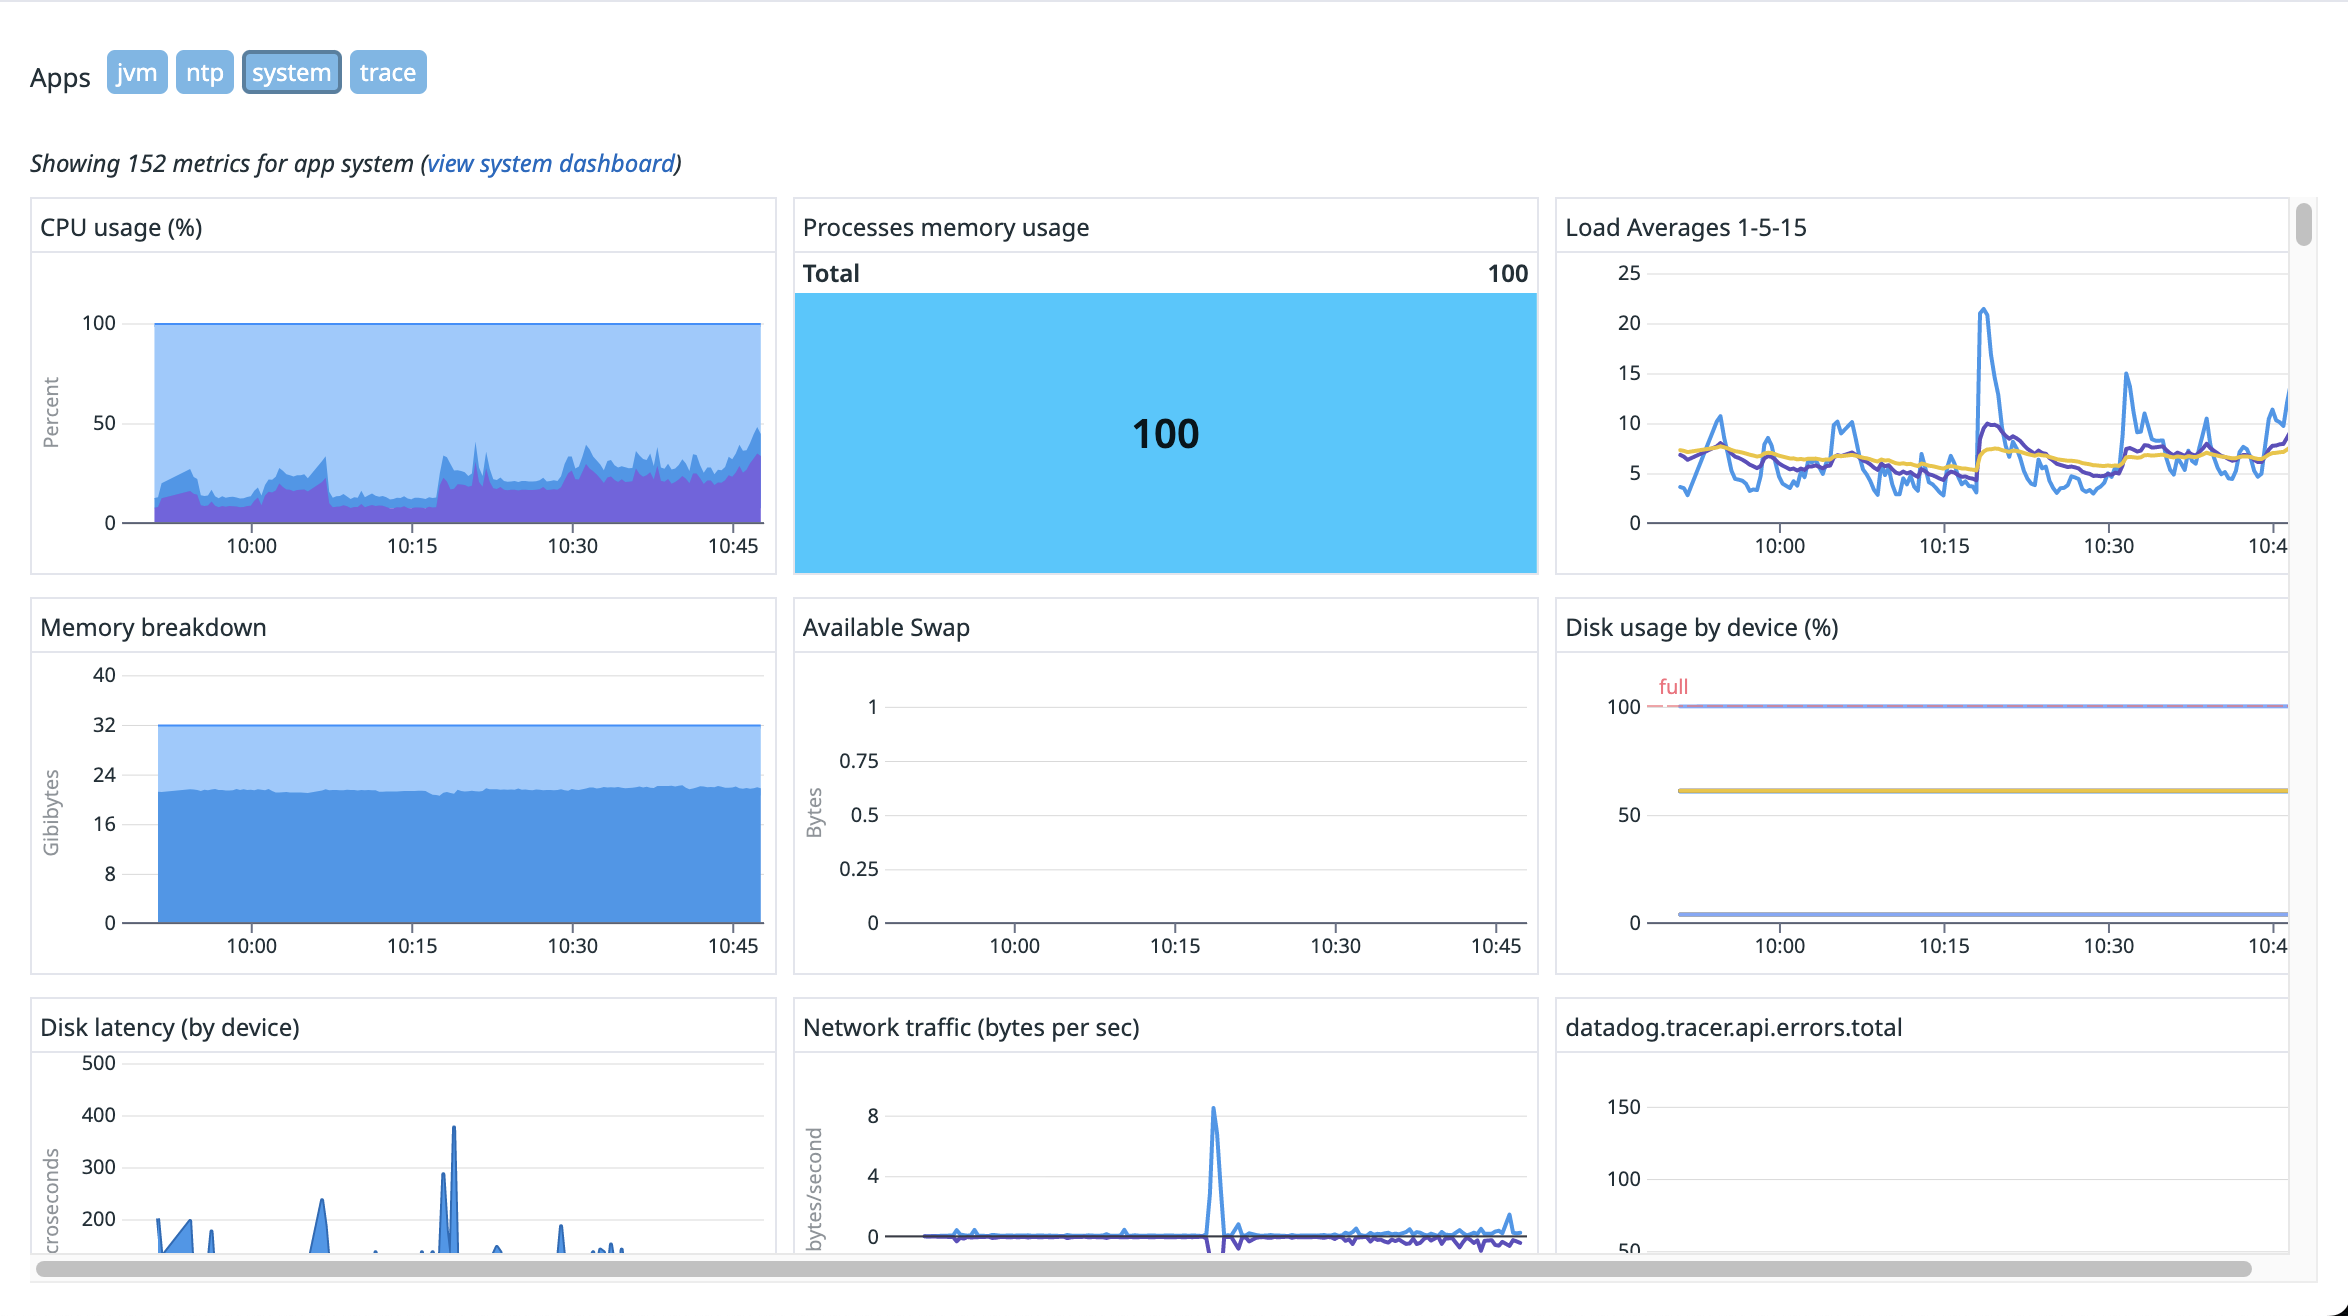 Apps jvm ntp system trace
Showing 152 metrics for app system (view system dashboard)
CPU usage (%)
Percent
100
50
0
10:00 10:15 10:30 10:45
Processes memory usage
Total 100
100
Load Averages 1-5-15
25
20
15
10
5
0
10:00 10:15 10:30 10:4
Memory breakdown
Gibibytes
40
32
24
16
8
0
10:00 10:15 10:30 10:45
Available Swap
Bytes
1
0.75
0.5
0.25
0
10:00 10:15 10:30 10:45
Disk usage by device (%)
full
100
50
0
10:00 10:15 10:30 10:4
Disk latency (by device)
croseconds
500
400
300
200
Network traffic (bytes per sec)
bytes/second
8
4
0
datadog.tracer.api.errors.total
150
100
50